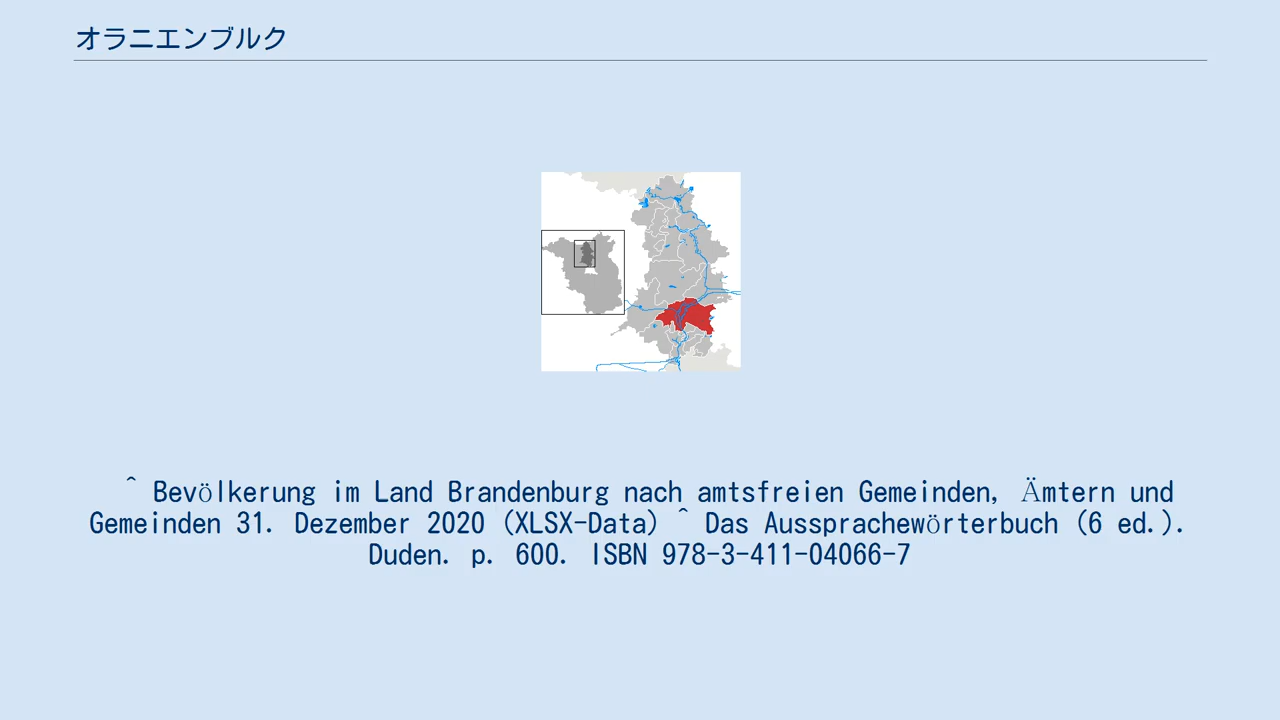 オラニエンブルク
^ Bevölkerung im Land Brandenburg nach amtsfreien Gemeinden, Ämtern und
Gemeinden 31. Dezember 2020 (XLSX-Data) ^ Das Aussprachewörterbuch (6 ed.).
Duden. p. 600. ISBN 978-3-411-04066-7